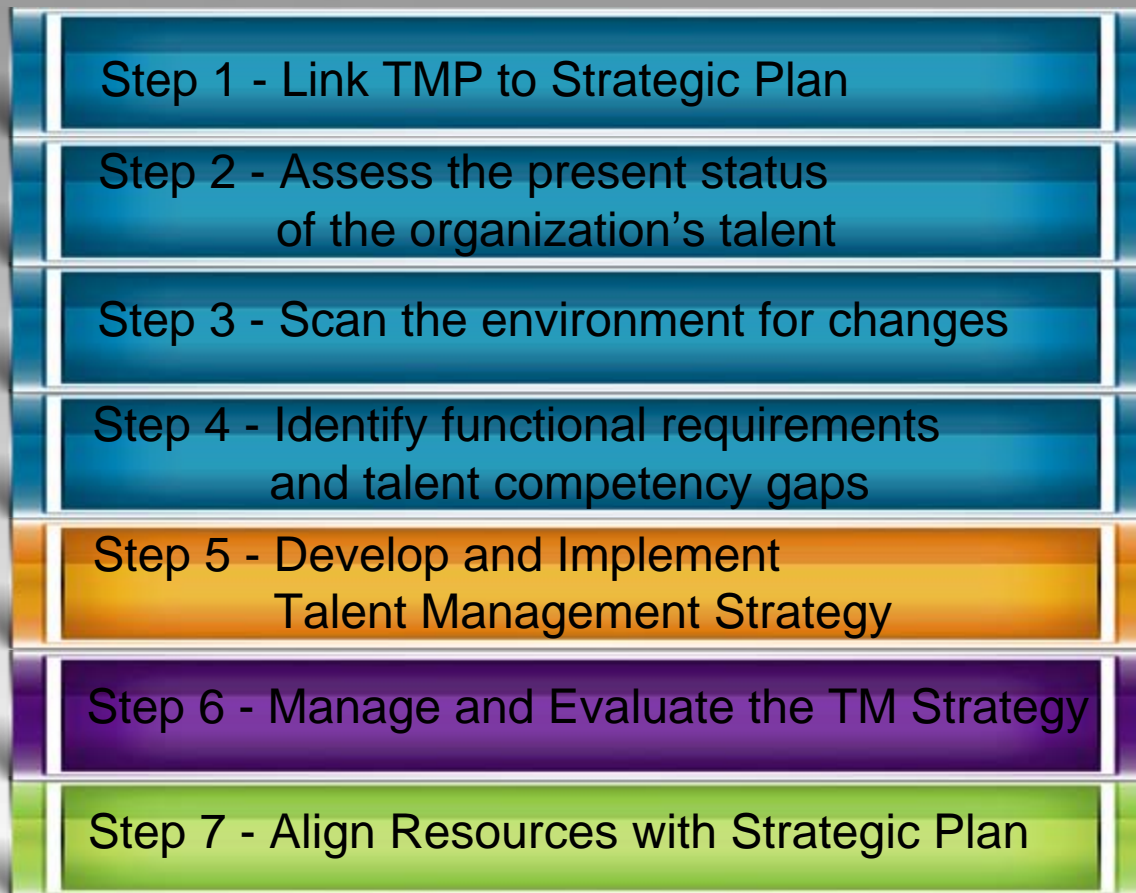 Step 1 - Link TMP to Strategic Plan
Step 2 - Assess the present status
of the organization’s talent
Step 3 - Scan the environment for changes
Step 4 - Identify functional requirements
and talent competency gaps
Step 5 - Develop and Implement
Talent Management Strategy
Step 6 - Manage and Evaluate the TM Strategy
Step 7 - Align Resources with Strategic Plan